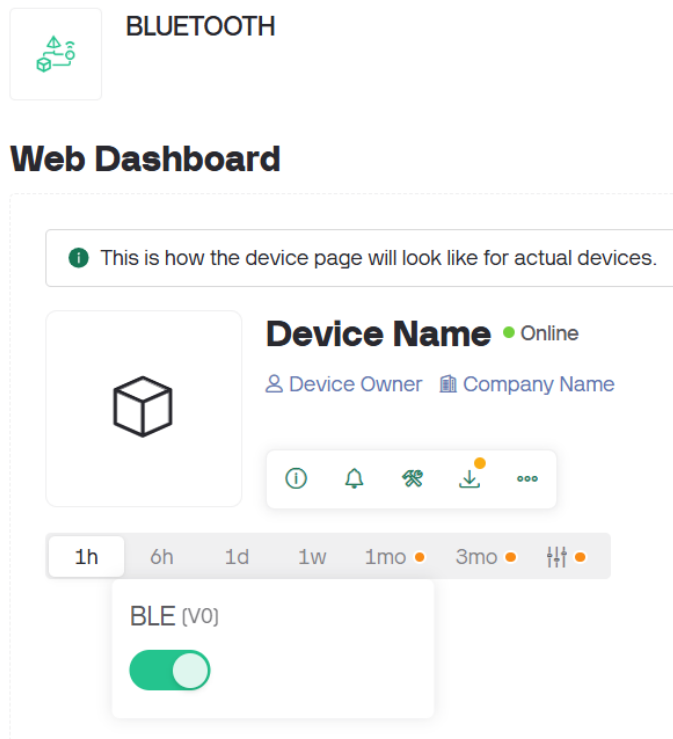 BLUETOOTH
Web Dashboard
This is how the device page will look like for actual devices.
Device Name Online
Device Owner Company Name
1h 6h 1d 1w 1mo 3mo
BLE (V0)